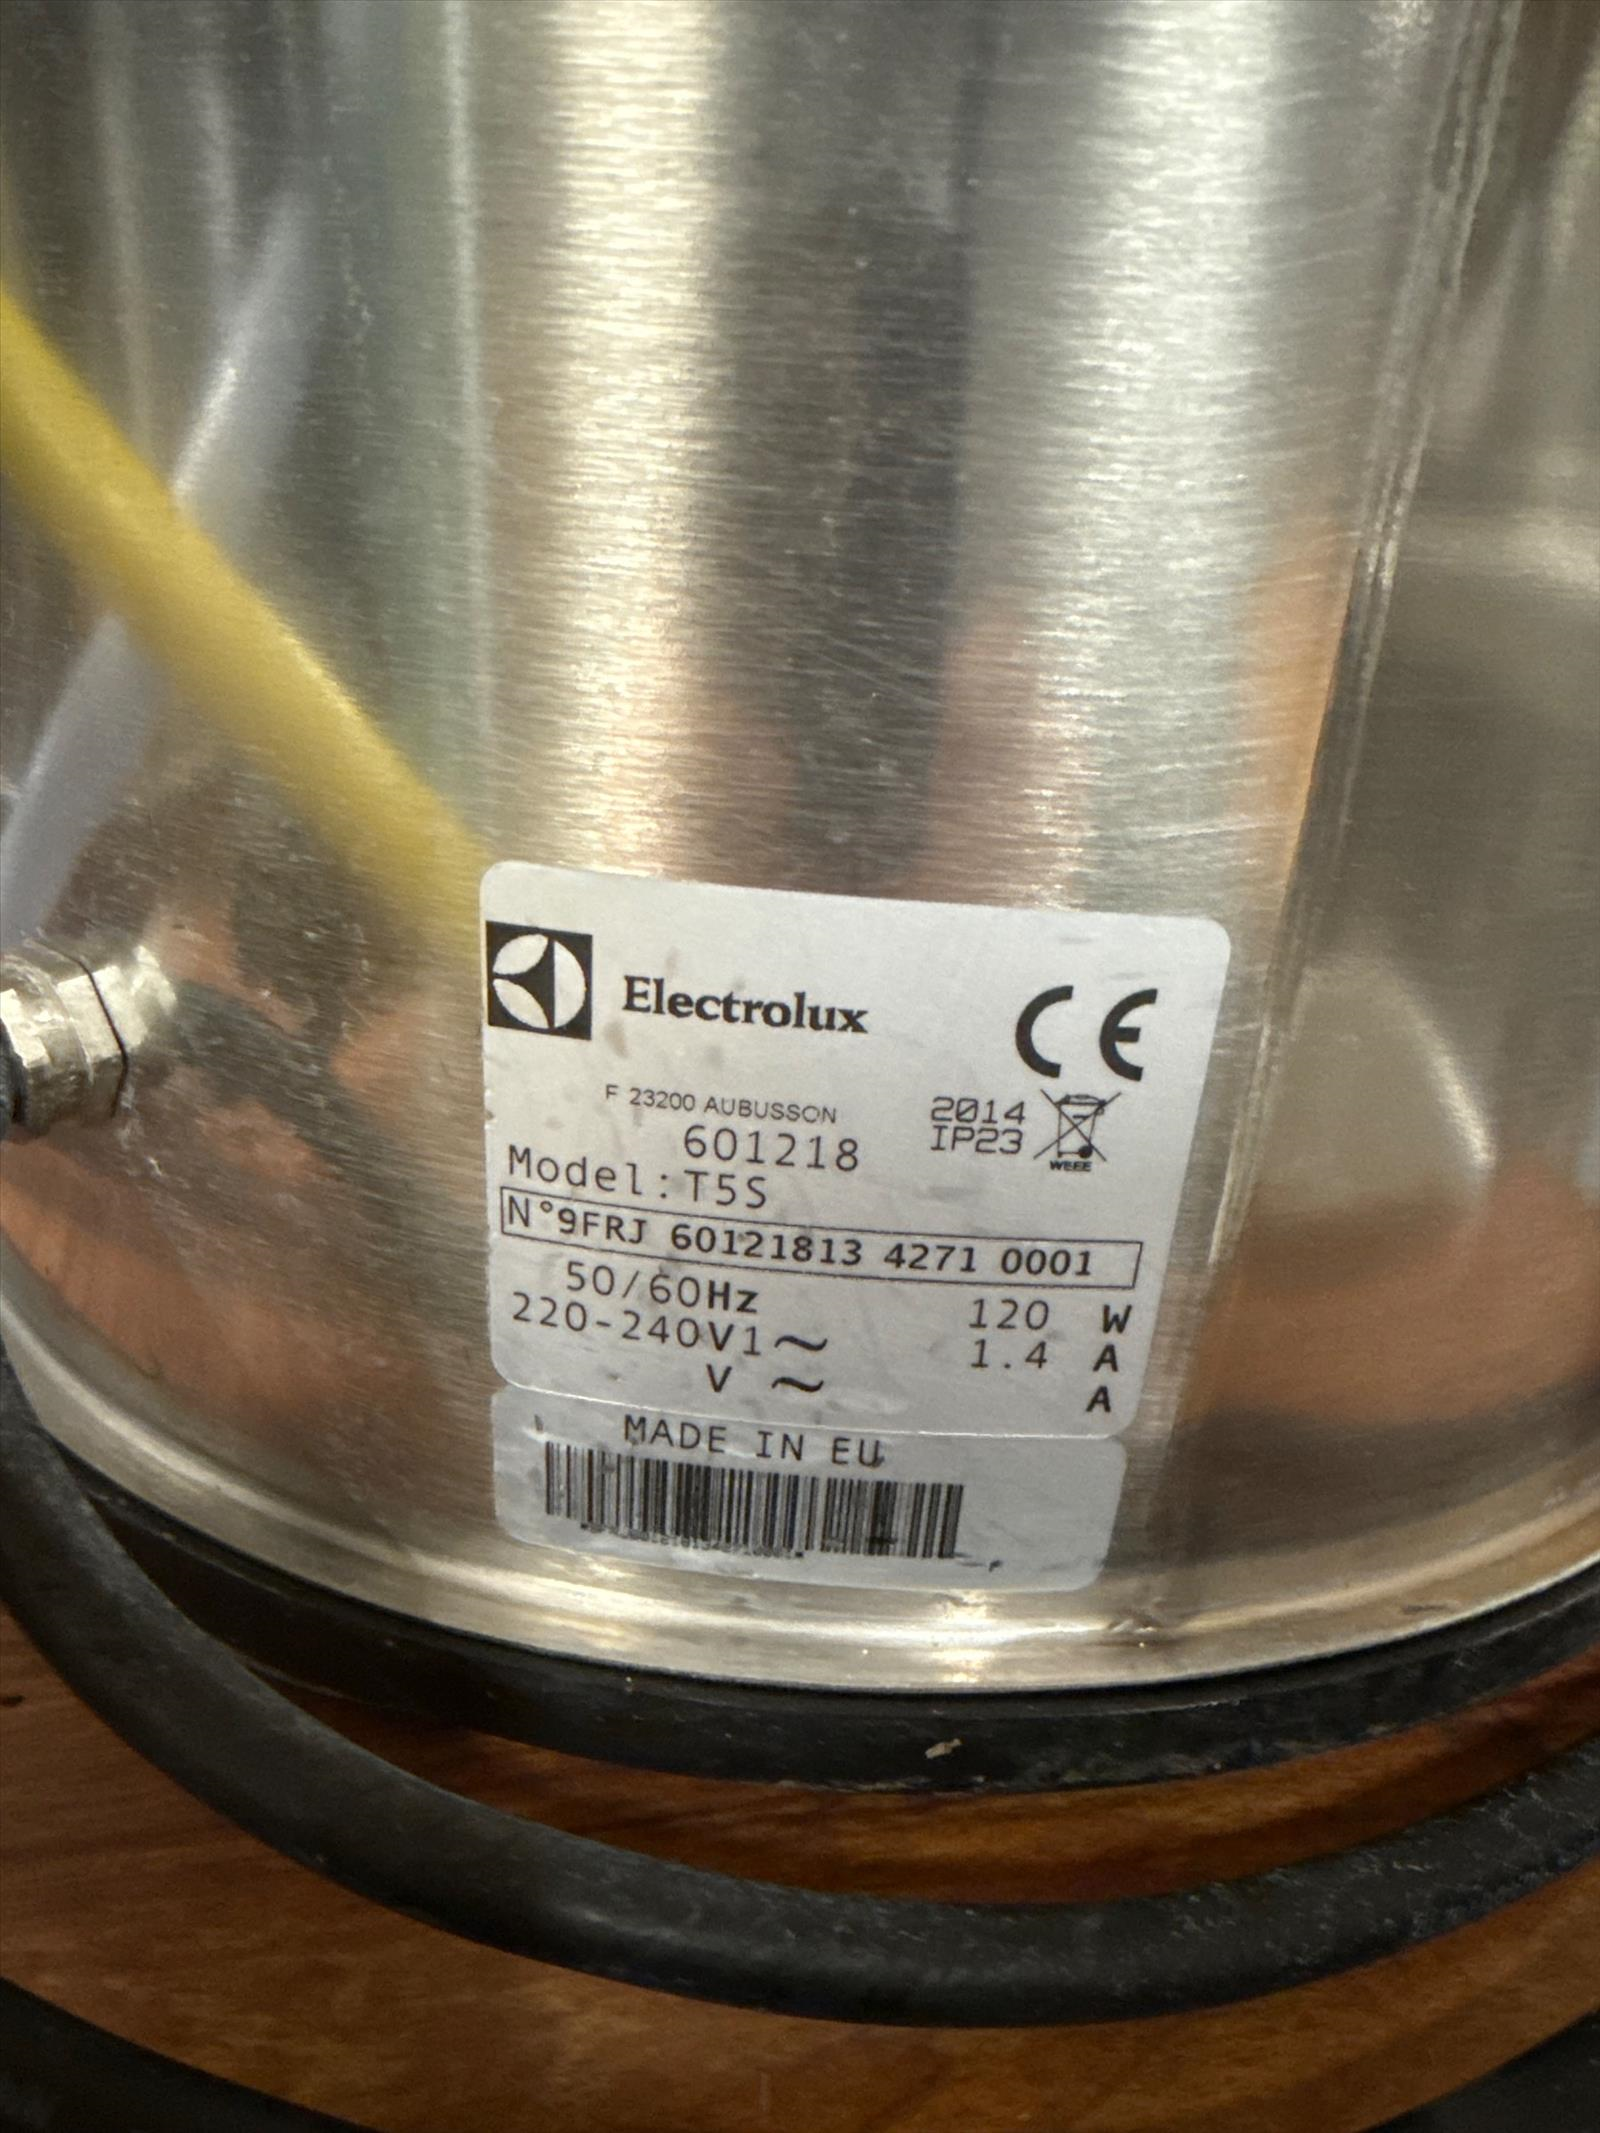 Electrolux
CE
F 23200 AUBUSSON
2014
601218
IP23
WEEE
Model:T5S
N°9FRJ 60121813 4271 0001
50/60Hz 120 W
220-240V1~ 1.4 A
V ~ A
MADE IN EU